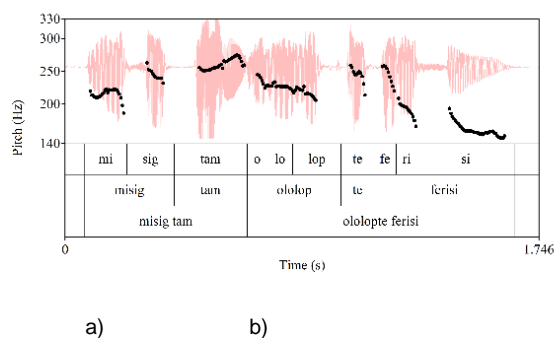 330
300
250
200
140
Pitch (Hz)
mi sig tam o lo lop te fe ri si
misig tam ololop te ferisi
misig tam ololopte ferisi
0 1.746
Time (s)
a) b)